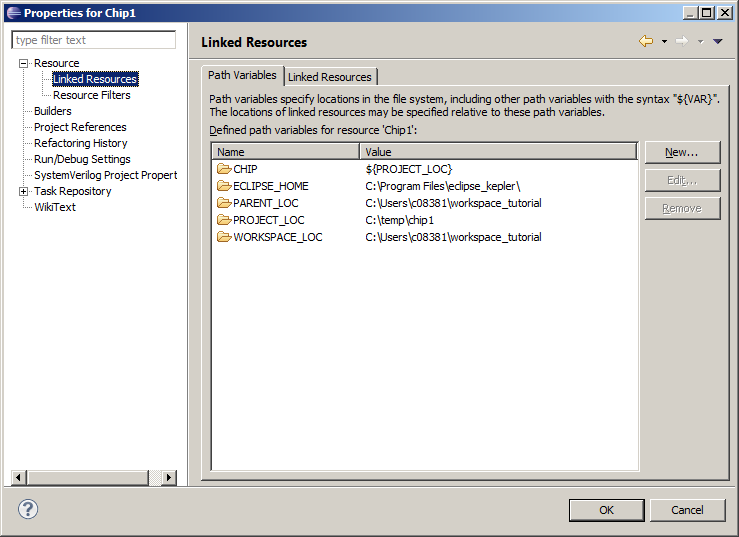 Properties for Chip1
type filter text
Linked Resources
Resource
Linked Resources
Resource Filters
Builders
Project References
Refactoring History
Run/Debug Settings
SystemVerilog Project Propert
Task Repository
WikiText
Path Variables Linked Resources
Path variables specify locations in the file system, including other path variables with the syntax "${VAR}".
The locations of linked resources may be specified relative to these path variables.
Defined path variables for resource 'Chip1':
Name Value
CHIP ${PROJECT_LOC}
ECLIPSE_HOME C:\Program Files\eclipse_kepler\
PARENT_LOC C:\Users\c08381\workspace_tutorial
PROJECT_LOC C:\temp\chip1
WORKSPACE_LOC C:\Users\c08381\workspace_tutorial
New...
Edit...
Remove
OK Cancel